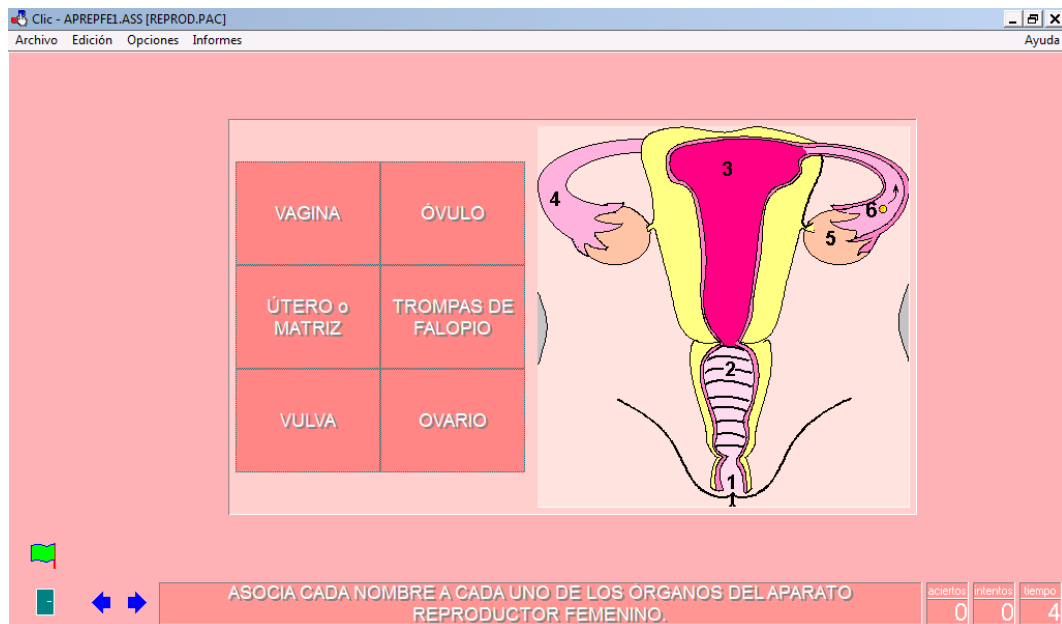 Clic - APREPFE1.ASS [REPROD.PAC]
Archivo Edición Opciones Informes Ayuda
VAGINA ÓVULO
ÚTERO o
MATRIZ
TROMPAS DE
FALOPIO
VULVA OVARIO
3
4
6
5
2
1
ASOCIA CADA NOMBRE A CADA UNO DE LOS ÓRGANOS DEL APARATO
REPRODUCTOR FEMENINO.
aciertos intentos tiempo
0 0 4